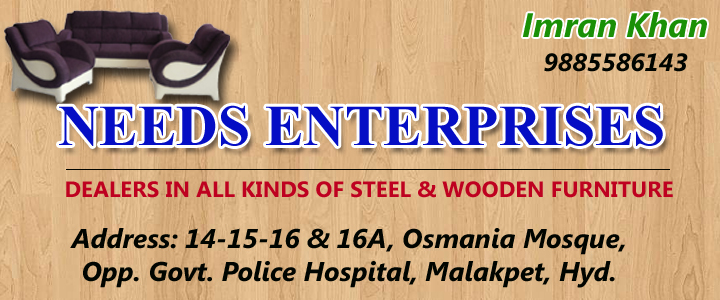 Imran Khan
9885586143
NEEDS ENTERPRISES
DEALERS IN ALL KINDS OF STEEL & WOODEN FURNITURE
Address: 14-15-16 & 16A, Osmania Mosque,
Opp. Govt. Police Hospital, Malakpet, Hyd.